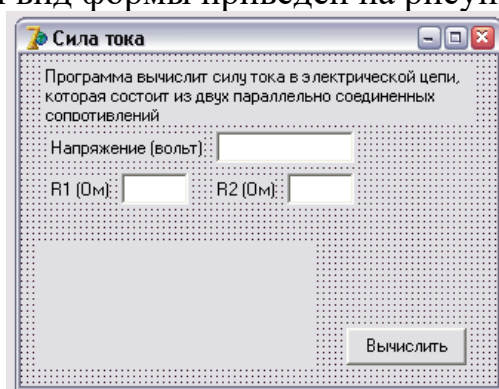 вид формы приведен на рисун
Сила тока
Программа вычислит силу тока в электрической цепи,
которая состоит из двух параллельно соединенных
сопротивлений
Напряжение (вольт):
R1 (Ом): R2 (Ом):
Вычислить